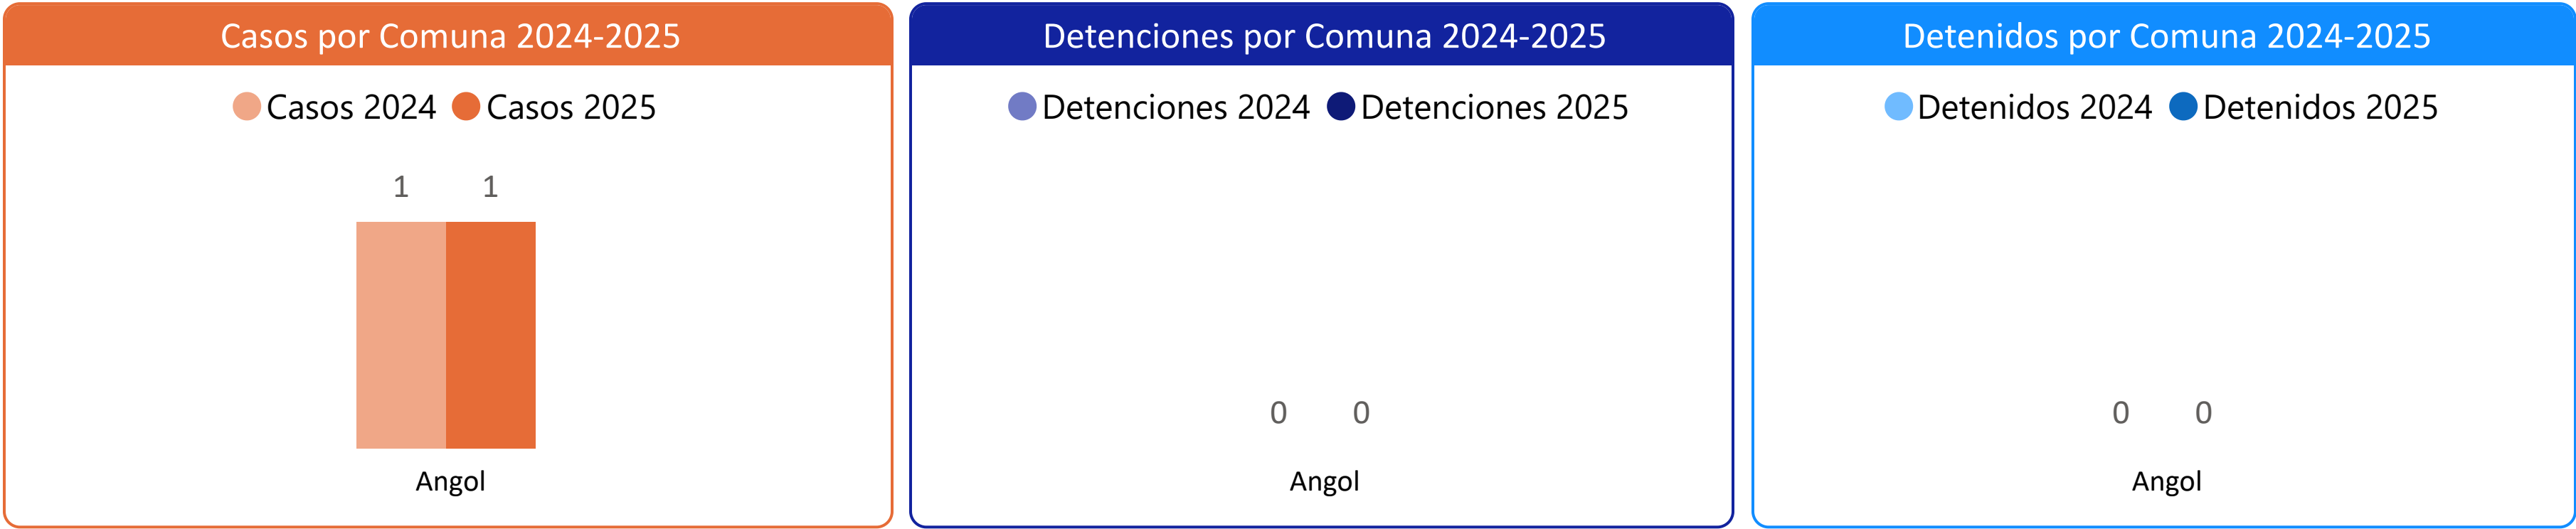 Casos por Comuna 2024-2025
Casos 2024 Casos 2025
1 1
Angol
Detenciones por Comuna 2024-2025
Detenciones 2024 Detenciones 2025
0 0
Angol
Detenidos por Comuna 2024-2025
Detenidos 2024 Detenidos 2025
0 0
Angol